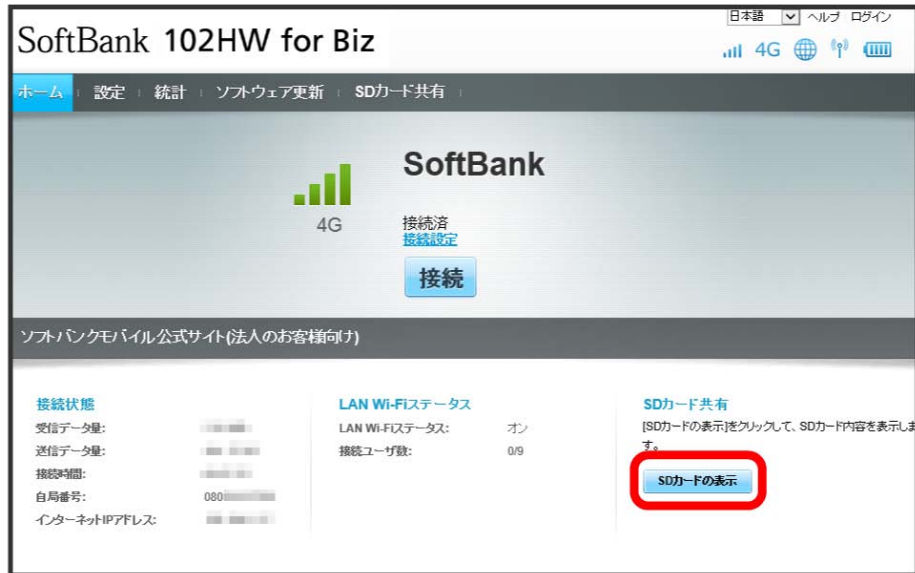 日本語 ヘルプ ログイン
SoftBank 102HW for Biz
4G
ホーム 設定 統計 ソフトウェア更新 SDカード共有
SoftBank
4G
接続済
接続設定
接続
ソフトバンクモバイル公式サイト(法人のお客様向け)
接続状態
受信データ量:
送信データ量:
接続時間:
自局番号: 080
インターネットIPアドレス:
LAN Wi-Fiステータス
LAN Wi-Fiステータス: オン
接続ユーザ数: 0/9
SDカード共有
[SDカードの表示]をクリックして、SDカード内容を表示しま
す。
SDカードの表示